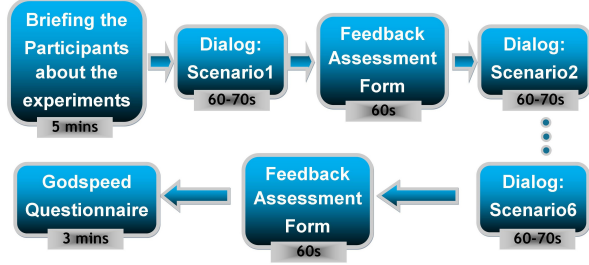 Briefing the
Participants
about the
experiments
5 mins
Dialog:
Scenario1
60-70s
Feedback
Assessment
Form
60s
Dialog:
Scenario2
60-70s
Dialog:
Scenario6
60-70s
Feedback
Assessment
Form
60s
Godspeed
Questionnaire
3 mins